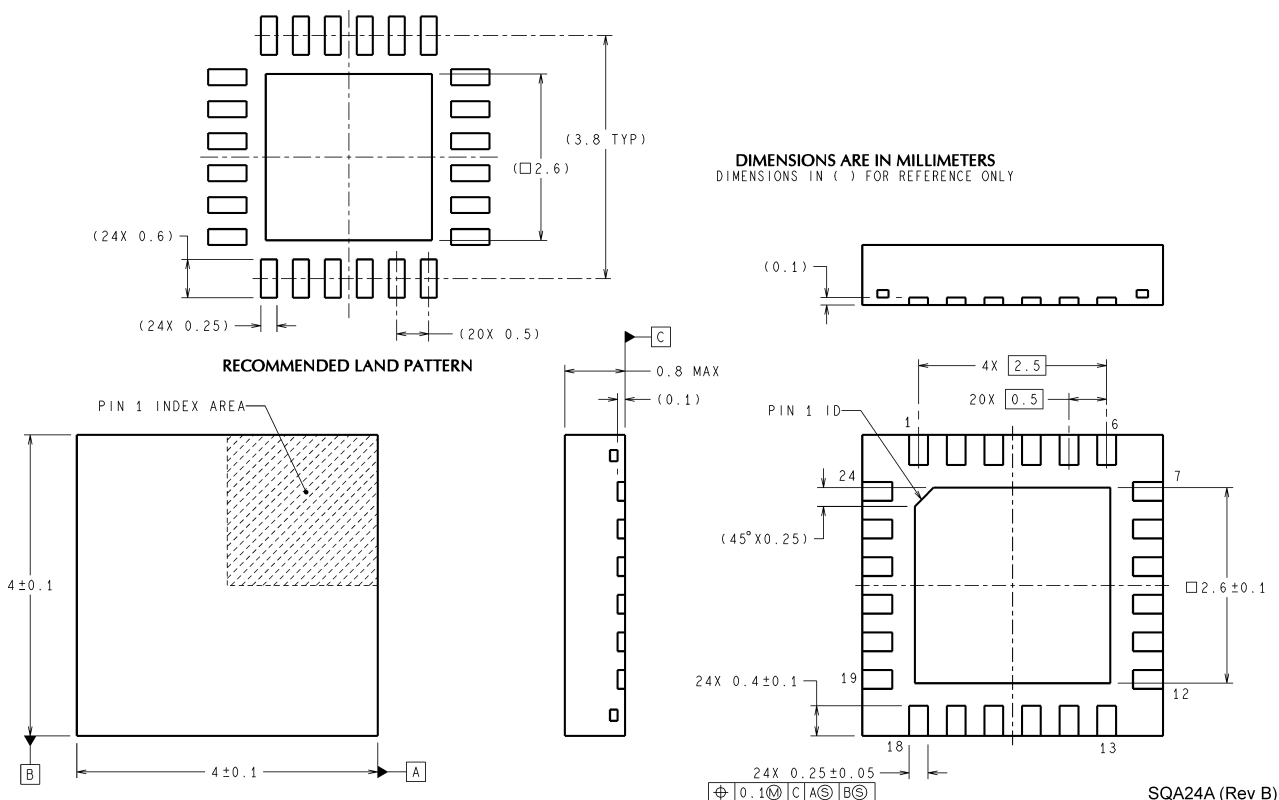 (3.8 TYP)
(□2.6)
(24X 0.6)
(24X 0.25)
(20X 0.5)
RECOMMENDED LAND PATTERN
DIMENSIONS ARE IN MILLIMETERS
DIMENSIONS IN ( ) FOR REFERENCE ONLY
(0.1)
C
0.8 MAX
(0.1)
PIN 1 INDEX AREA
4±0.1
4±0.1
B
A
4X 2.5
20X 0.5
PIN 1 ID
1
6
24
7
(45°X0.25)
□2.6±0.1
24X 0.4±0.1
19
12
18
13
24X 0.25±0.05
⌖ 0.1Ⓜ C AⓈ BⓈ
SQA24A (Rev B)